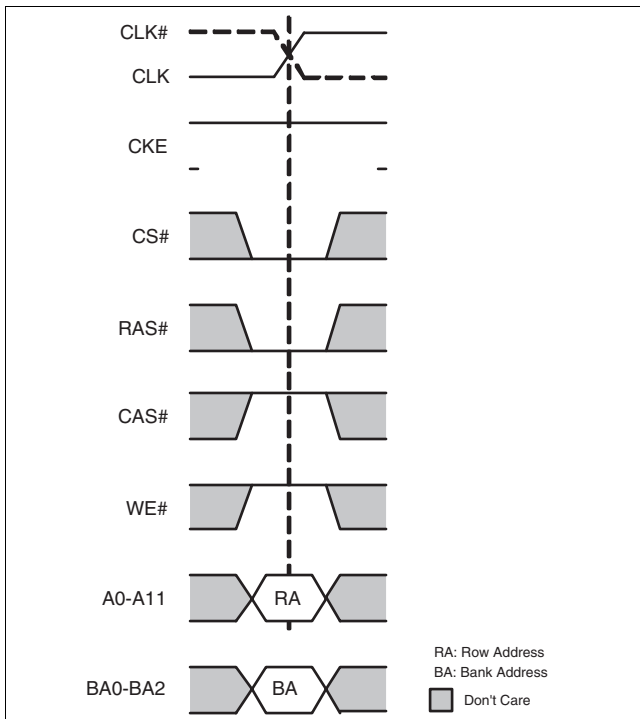 CLK#
CLK
CKE
CS#
RAS#
CAS#
WE#
A0-A11
RA
BA0-BA2
BA
RA: Row Address
BA: Bank Address
Don't Care